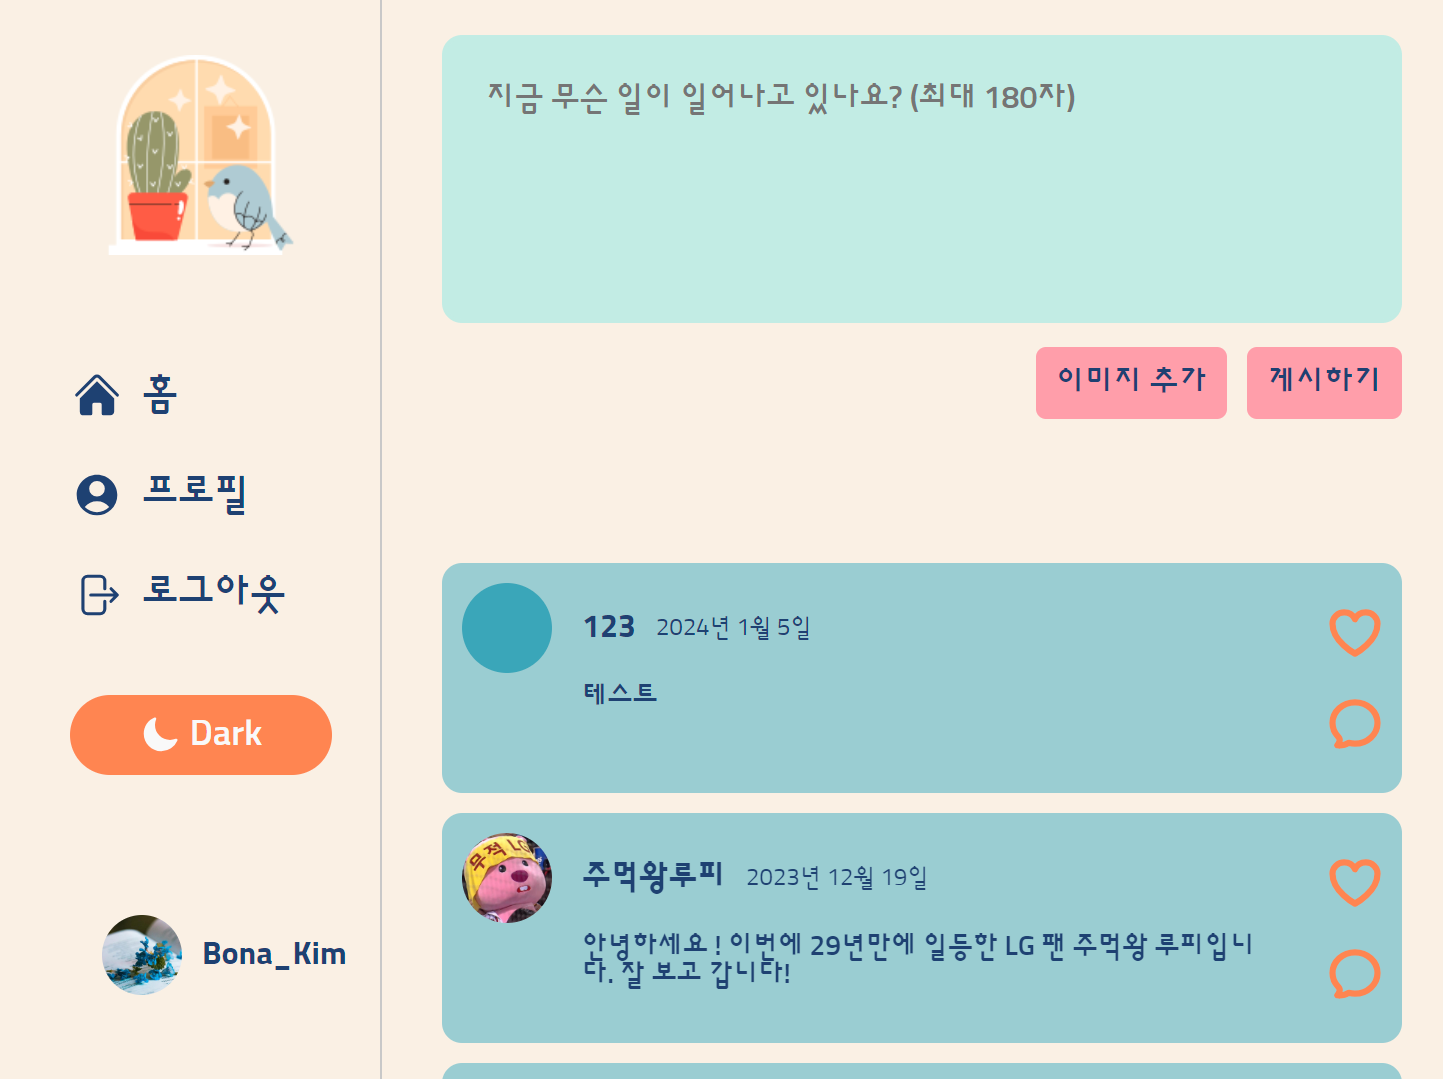 지금 무슨 일이 일어나고 있나요? (최대 180자)
이미지 추가
게시하기
홈
프로필
로그아웃
Dark
Bona_Kim
123 2024년 1월 5일
테스트
무적 LG
주먹왕루피 2023년 12월 19일
안녕하세요 ! 이번에 29년만에 일등한 LG 팬 주먹왕 루피입니
다. 잘 보고 갑니다!